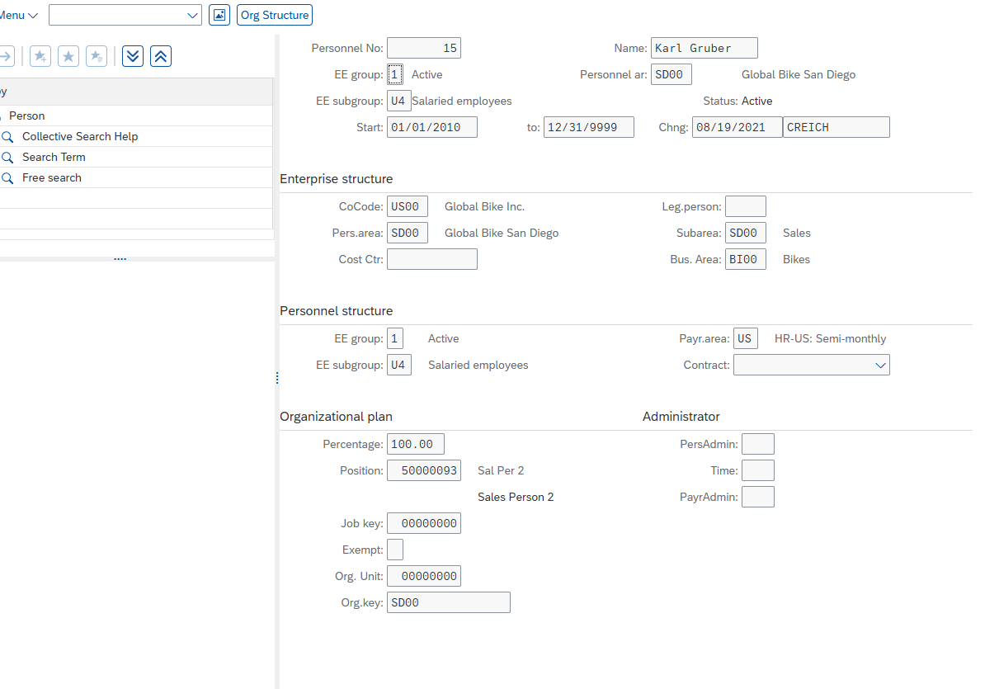 Menu Org Structure
Personnel No: 15 Name: Karl Gruber
EE group: 1 Active Personnel ar: SD00 Global Bike San Diego
EE subgroup: U4 Salaried employees Status: Active
Start: 01/01/2010 to: 12/31/9999 Chng: 08/19/2021 CREICH
Person
Collective Search Help
Search Term
Free search
Enterprise structure
CoCode: US00 Global Bike Inc. Leg.person:
Pers.area: SD00 Global Bike San Diego Subarea: SD00 Sales
Cost Ctr: Bus. Area: BI00 Bikes
Personnel structure
EE group: 1 Active Payr.area: US HR-US: Semi-monthly
EE subgroup: U4 Salaried employees Contract:
Organizational plan Administrator
Percentage: 100.00 PersAdmin:
Position: 50000093 Sal Per 2 Time:
Sales Person 2 PayrAdmin:
Job key: 00000000
Exempt:
Org. Unit: 00000000
Org.key: SD00